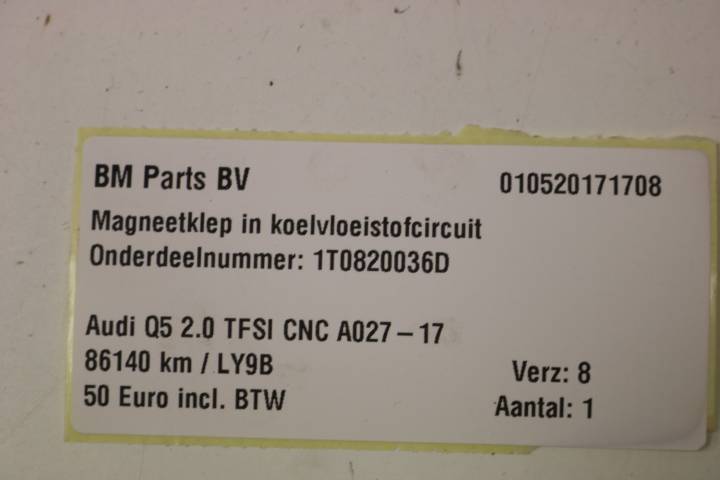 BM Parts BV 010520171708
Magneetklep in koelvloeistofcircuit
Onderdeelnummer: 1T0820036D
Audi Q5 2.0 TFSI CNC A027 – 17
86140 km / LY9B Verz: 8
50 Euro incl. BTW Aantal: 1